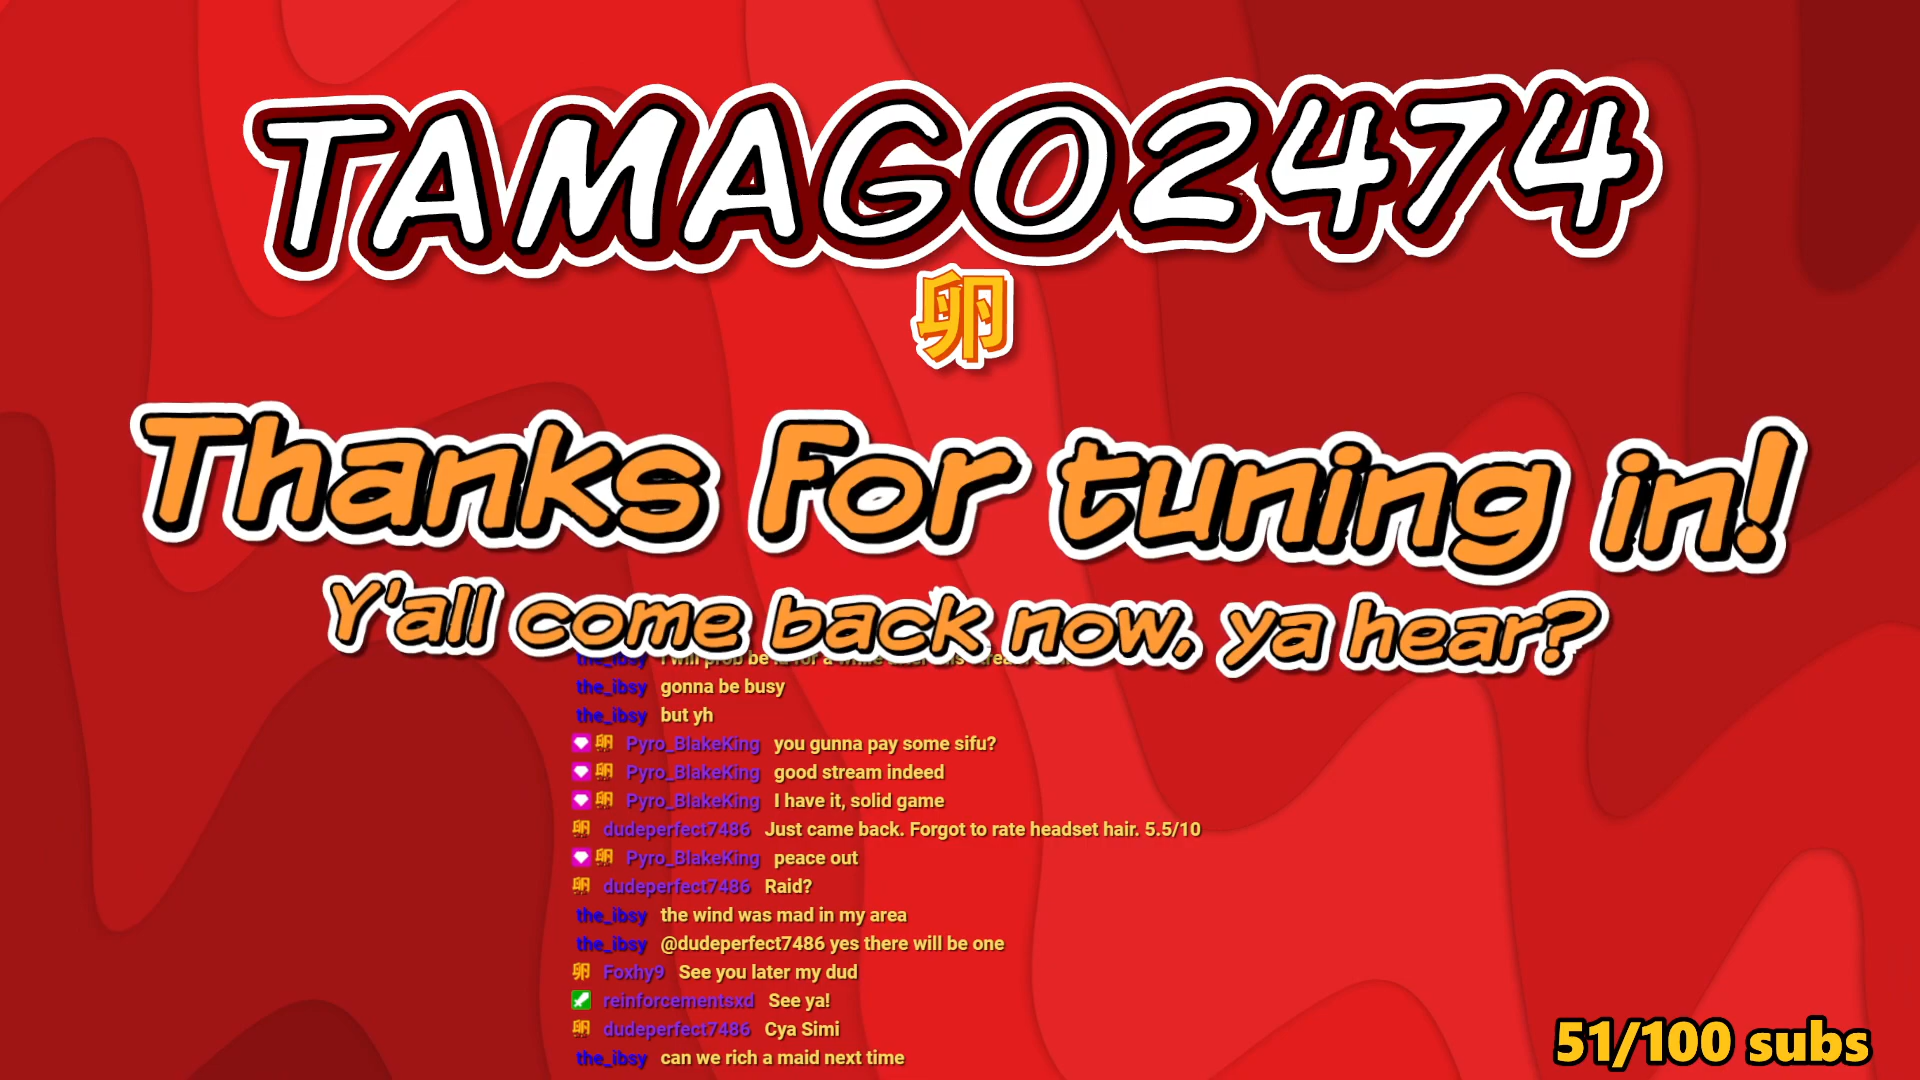 TAMAGO2474
卵
Thanks For tuning in!
Y'all come back now, ya hear?
the_ibsy I will prob be
the_ibsy gonna be busy
the_ibsy but yh
卵 Pyro_BlakeKing you gunna pay some sifu?
卵 Pyro_BlakeKing good stream indeed
卵 Pyro_BlakeKing I have it, solid game
卵 dudeperfect7486 Just came back. Forgot to rate headset hair. 5.5/10
卵 Pyro_BlakeKing peace out
卵 dudeperfect7486 Raid?
the_ibsy the wind was mad in my area
the_ibsy @dudeperfect7486 yes there will be one
卵 Foxhy9 See you later my dud
reinforcementsxd See ya!
卵 dudeperfect7486 Cya Simi
the_ibsy can we rich a maid next time
51/100 subs